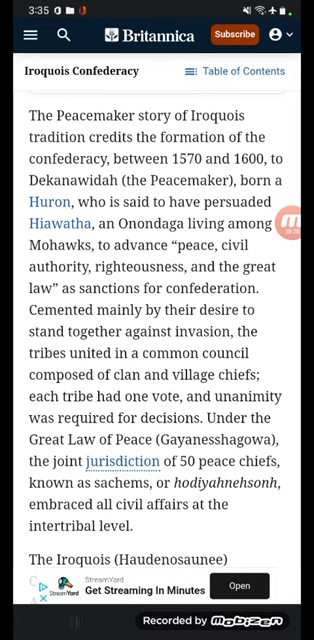 3:35
Britannica
Subscribe
Iroquois Confederacy
Table of Contents
The Peacemaker story of Iroquois
tradition credits the formation of the
confederacy, between 1570 and 1600, to
Dekanawidah (the Peacemaker), born a
Huron, who is said to have persuaded
Hiawatha, an Onondaga living among
Mohawks, to advance “peace, civil
authority, righteousness, and the great
law” as sanctions for confederation.
Cemented mainly by their desire to
stand together against invasion, the
tribes united in a common council
composed of clan and village chiefs;
each tribe had one vote, and unanimity
was required for decisions. Under the
Great Law of Peace (Gayanesshagowa),
the joint jurisdiction of 50 peace chiefs,
known as sachems, or hodiyahnehsonh,
embraced all civil affairs at the
intertribal level.
The Iroquois (Haudenosaunee)
StreamYard
StreamYard
Get Streaming In Minutes
Open
Recorded by Mobizen